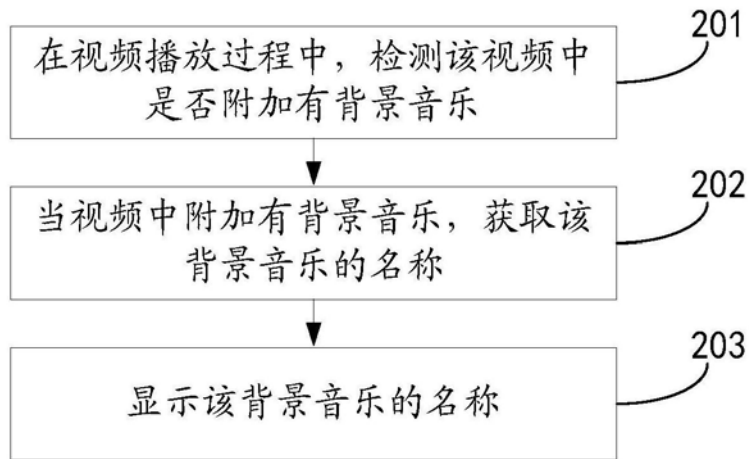 201
在视频播放过程中，检测该视频中
是否附加有背景音乐
202
当视频中附加有背景音乐，获取该
背景音乐的名称
203
显示该背景音乐的名称